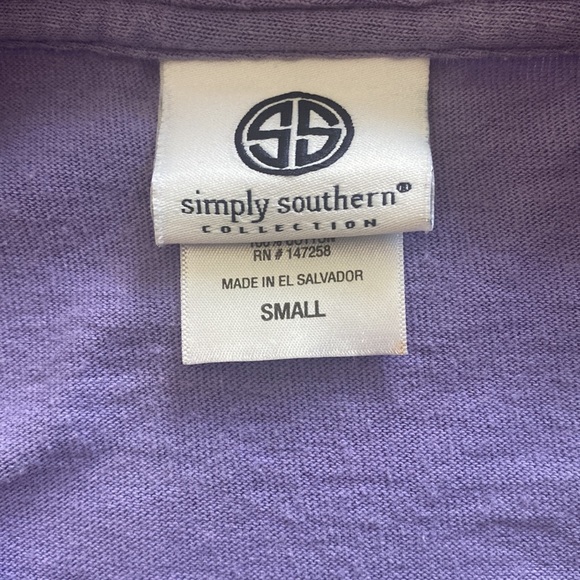 SS
simply southern®
COLLECTION
100% COTTON
RN # 147258
MADE IN EL SALVADOR
SMALL